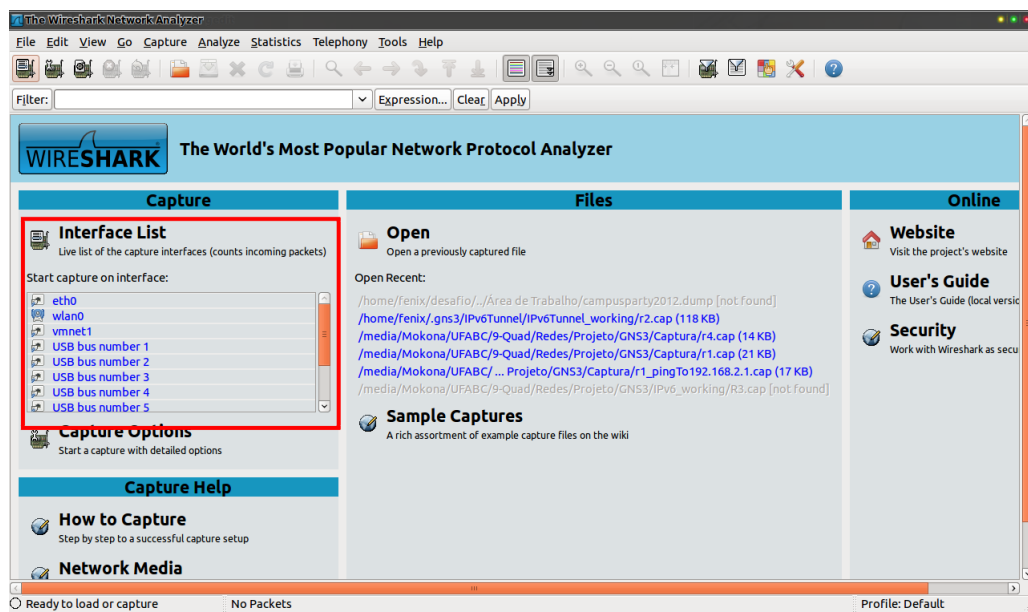 The Wireshark Network Analyzer
File Edit View Go Capture Analyze Statistics Telephony Tools Help
Filter: Expression... Clear Apply
WIRESHARK The World's Most Popular Network Protocol Analyzer
Capture
Interface List
Live list of the capture interfaces (counts incoming packets)
Start capture on interface:
eth0
wlan0
vmnet1
USB bus number 1
USB bus number 2
USB bus number 3
USB bus number 4
USB bus number 5
Capture Options
Start a capture with detailed options
Capture Help
How to Capture
Step by step to a successful capture setup
Network Media
Files
Open
Open a previously captured file
Open Recent:
/home/fenix/desafio/../Área de Trabalho/campusparty2012.dump [not found]
/home/fenix/.gns3/IPv6Tunnel/IPv6Tunnel_working/r2.cap (118 KB)
/media/Mokona/UFABC/9-Quad/Redes/Projeto/GNS3/Captura/r4.cap (14 KB)
/media/Mokona/UFABC/9-Quad/Redes/Projeto/GNS3/Captura/r1.cap (21 KB)
/media/Mokona/UFABC/ ... Projeto/GNS3/Captura/r1_pingTo192.168.2.1.cap (17 KB)
/media/Mokona/UFABC/9-Quad/Redes/Projeto/GNS3/IPv6_working/R3.cap [not found]
Sample Captures
A rich assortment of example capture files on the wiki
Online
Website
Visit the project's website
User's Guide
The User's Guide (local versic
Security
Work with Wireshark as secu
Ready to load or capture No Packets Profile: Default